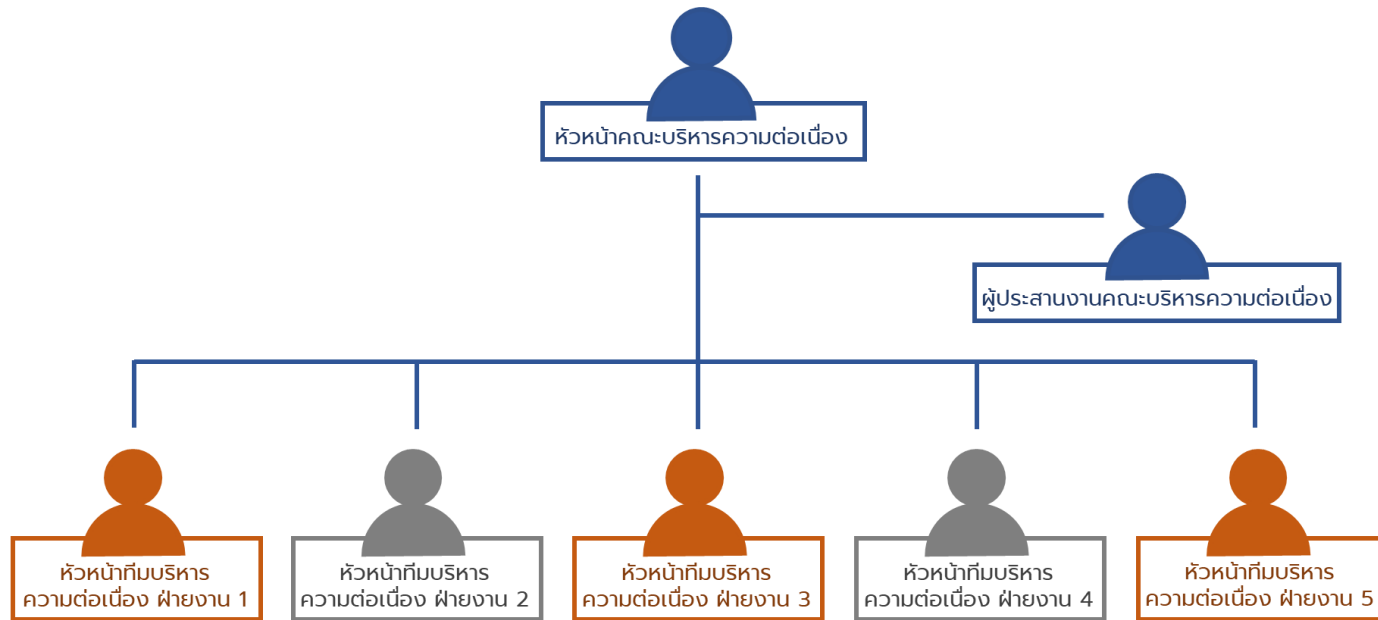 หัวหน้าคณะบริหารความต่อเนื่อง
ผู้ประสานงานคณะบริหารความต่อเนื่อง
หัวหน้าทีมบริหาร
ความต่อเนื่อง ฝ่ายงาน 1
หัวหน้าทีมบริหาร
ความต่อเนื่อง ฝ่ายงาน 2
หัวหน้าทีมบริหาร
ความต่อเนื่อง ฝ่ายงาน 3
หัวหน้าทีมบริหาร
ความต่อเนื่อง ฝ่ายงาน 4
หัวหน้าทีมบริหาร
ความต่อเนื่อง ฝ่ายงาน 5